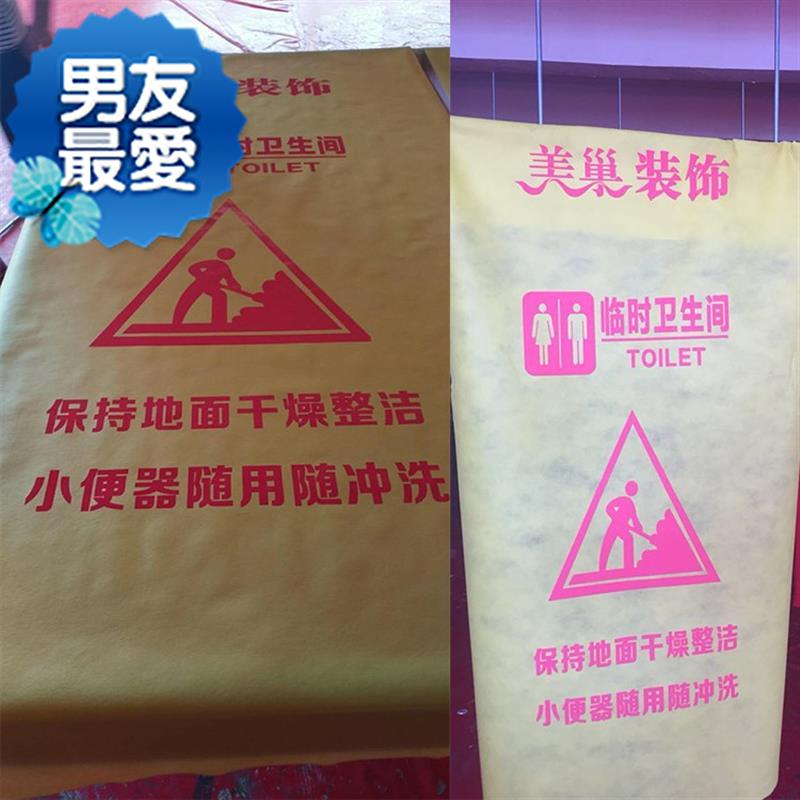 男友
最愛
装饰
时卫生间
TOILET
保持地面干燥整洁
小便器随用随冲洗
美巢装饰
临时卫生间
TOILET
保持地面干燥整洁
小便器随用随冲洗